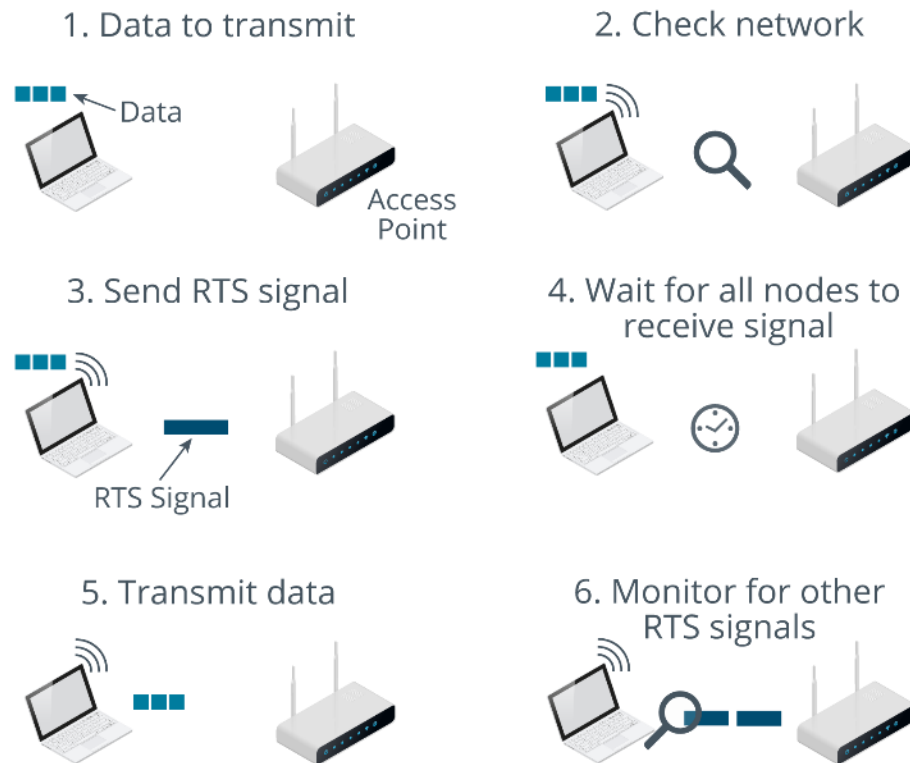 1. Data to transmit
Data
Access
Point
2. Check network
3. Send RTS signal
RTS Signal
4. Wait for all nodes to
receive signal
5. Transmit data
6. Monitor for other
RTS signals